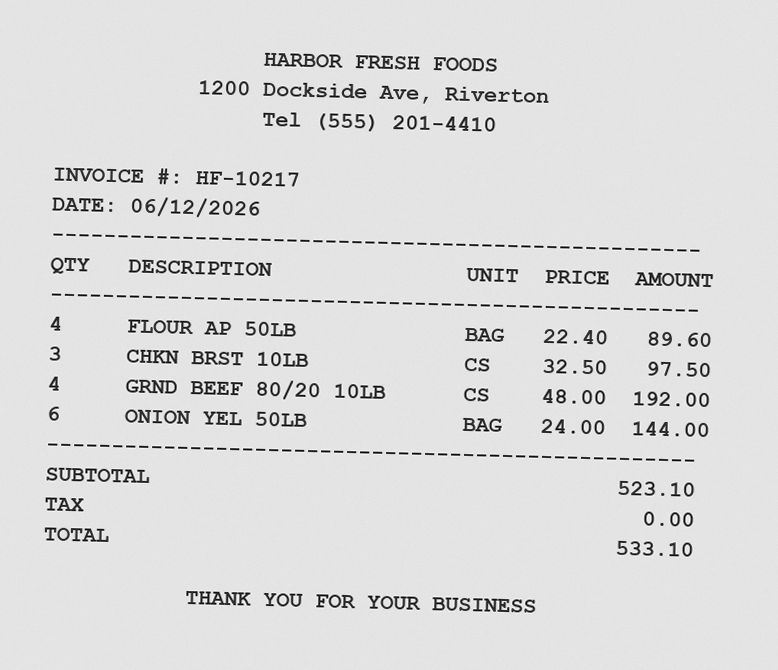 HARBOR FRESH FOODS
1200 Dockside Ave, Riverton
Tel (555) 201-4410
INVOICE #: HF-10217
DATE: 06/12/2026
--------------------------------------------------
QTY DESCRIPTION UNIT PRICE AMOUNT
--------------------------------------------------
4 FLOUR AP 50LB BAG 22.40 89.60
3 CHKN BRST 10LB CS 32.50 97.50
4 GRND BEEF 80/20 10LB CS 48.00 192.00
6 ONION YEL 50LB BAG 24.00 144.00
--------------------------------------------------
SUBTOTAL 523.10
TAX 0.00
TOTAL 533.10
THANK YOU FOR YOUR BUSINESS